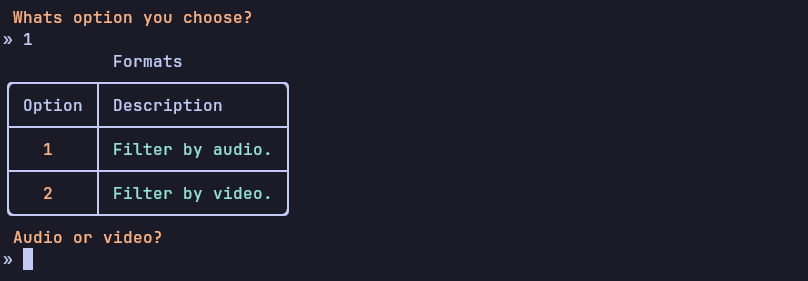 Whats option you choose?
» 1
Formats
Option Description
1 Filter by audio.
2 Filter by video.
Audio or video?
»